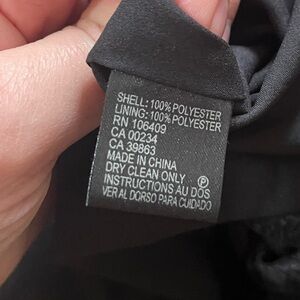 SHELL: 100% POLYESTER
LINING: 100% POLYESTER
RN 106409
CA 00234
CA 39863
MADE IN CHINA
DRY CLEAN ONLY Ⓟ
INSTRUCTIONS AU DOS
VER AL DORSO PARA CUIDADO